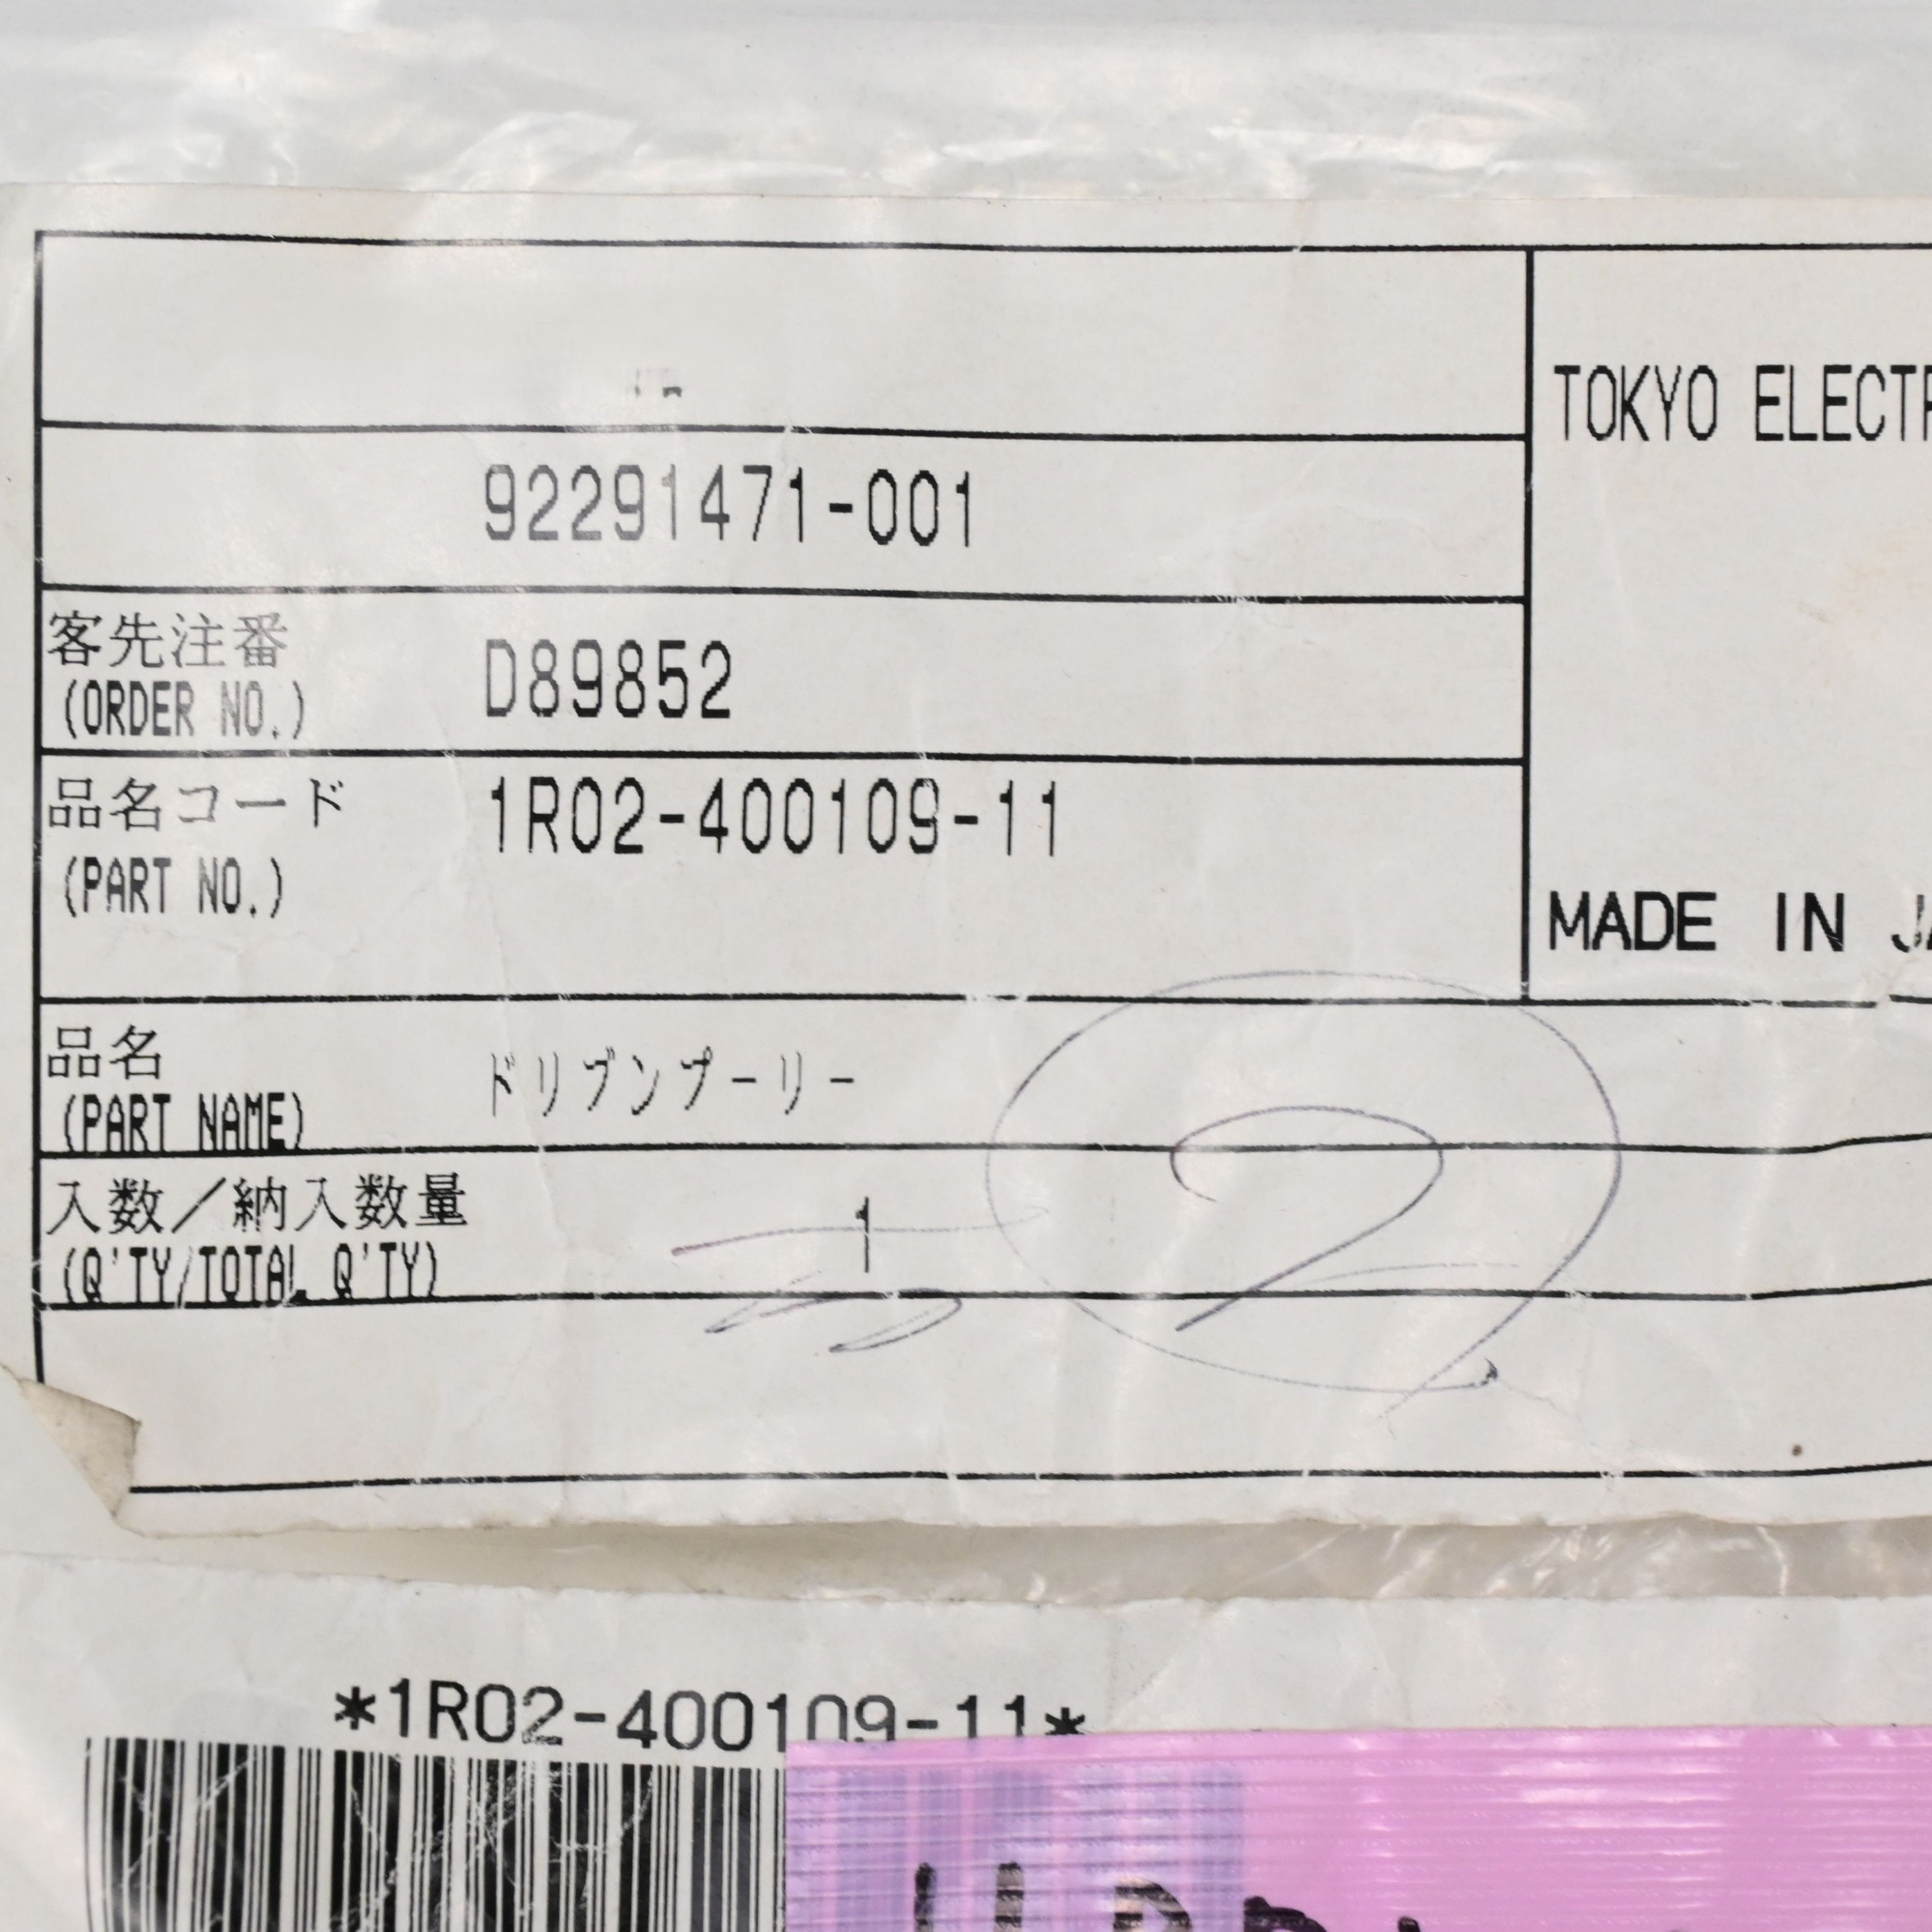 TOKYO ELECTR
92291471-001
客先注番
(ORDER NO.)
D89852
品名コード
(PART NO.)
1R02-400109-11
MADE IN JA
品名
(PART NAME)
ドリブンプーリー
入数／納入数量
(Q'TY/TOTAL Q'TY)
1
2
*1R02-400109-11*